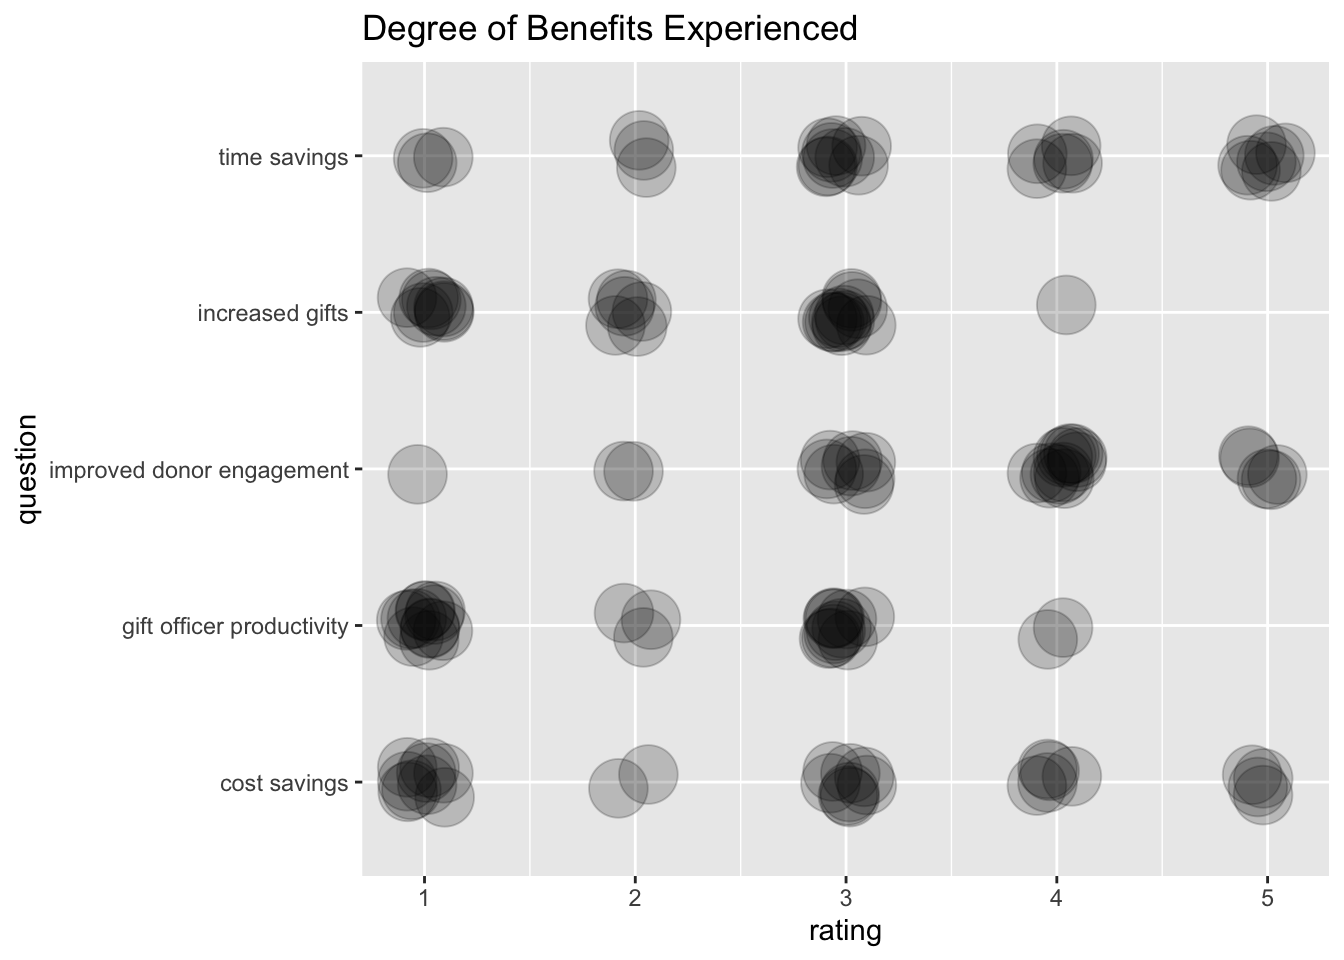 Degree of Benefits Experienced
time savings
increased gifts
improved donor engagement
gift officer productivity
cost savings
question
1 2 3 4 5
rating